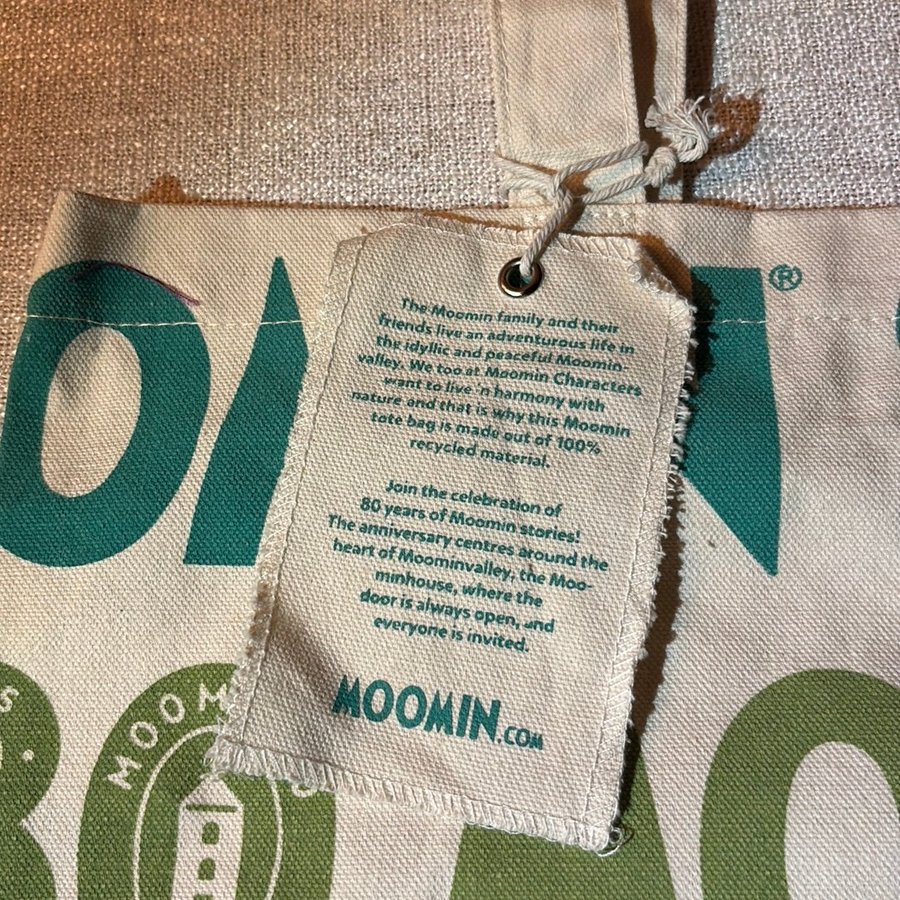 OM N®
The Moomin family and their
friends live an adventurous life in
the idyllic and peaceful Moomin-
valley. We too at Moomin Characters
want to live 'n harmony with
nature and that is why this Moomin
tote bag is made out of 100%
recycled material.
Join the celebration of
80 years of Moomin stories!
The anniversary centres around the
heart of Moominvalley, the Moo-
minhouse, where the
door is always open, and
everyone is invited.
MOOMIN.COM
S
MOOM S
80